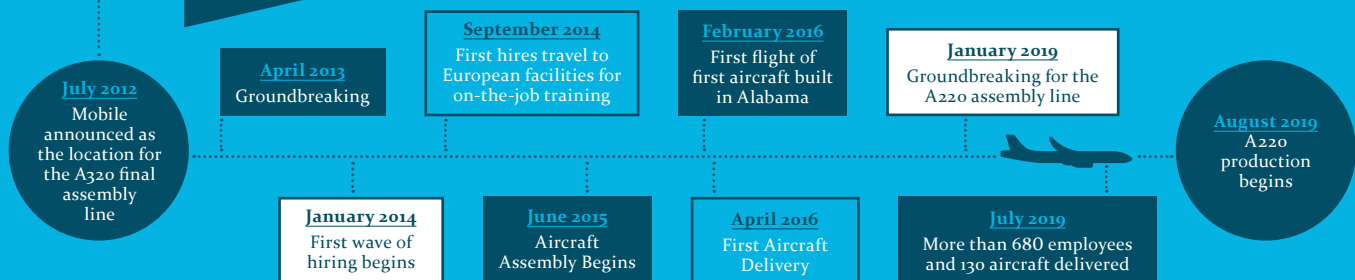 July 2012
Mobile
announced as
the location for
the A320 final
assembly
line
April 2013
Groundbreaking
January 2014
First wave of
hiring begins
September 2014
First hires travel to
European facilities for
on-the-job training
June 2015
Aircraft
Assembly Begins
February 2016
First flight of
first aircraft built
in Alabama
April 2016
First Aircraft
Delivery
January 2019
Groundbreaking for the
A220 assembly line
July 2019
More than 680 employees
and 130 aircraft delivered
August 2019
A220
production
begins